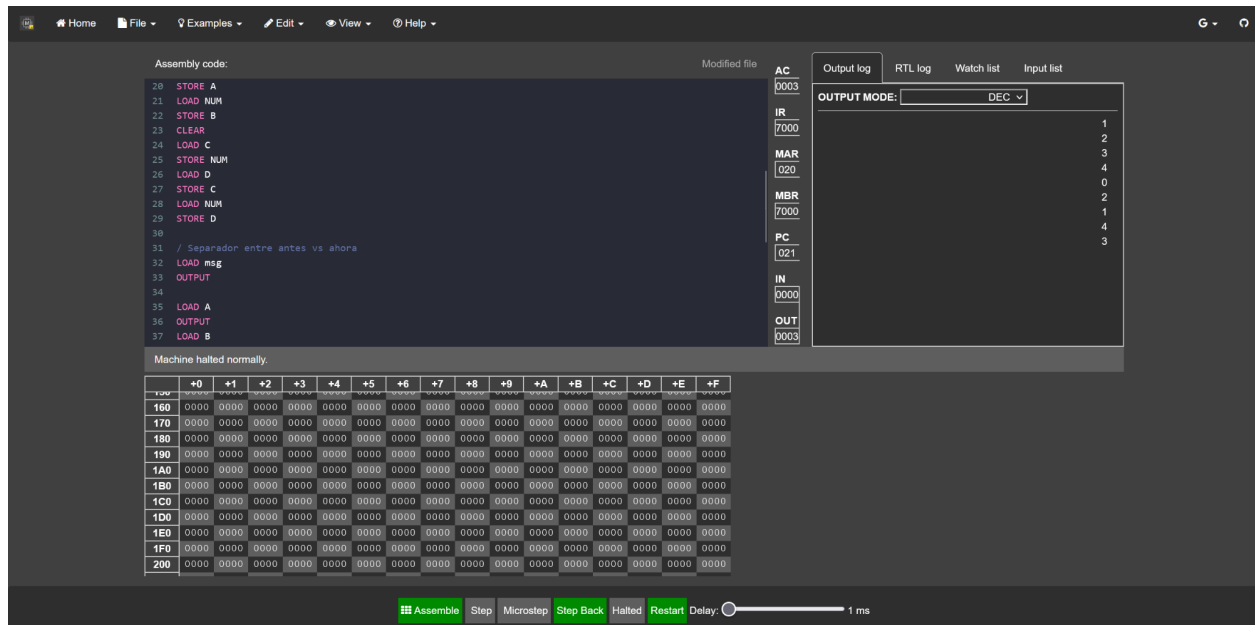 Home File Examples Edit View Help G
Assembly code: Modified file
20 STORE A
21 LOAD NUM
22 STORE B
23 CLEAR
24 LOAD C
25 STORE NUM
26 LOAD D
27 STORE C
28 LOAD NUM
29 STORE D
30
31 / Separador entre antes vs ahora
32 LOAD msg
33 OUTPUT
34
35 LOAD A
36 OUTPUT
37 LOAD B
AC
0003
IR
7000
MAR
020
MBR
7000
PC
021
IN
0000
OUT
0003
Output log RTL log Watch list Input list
OUTPUT MODE: DEC
1
2
3
4
0
2
1
4
3
Machine halted normally.
+0 +1 +2 +3 +4 +5 +6 +7 +8 +9 +A +B +C +D +E +F
160 0000 0000 0000 0000 0000 0000 0000 0000 0000 0000 0000 0000 0000 0000 0000 0000
170 0000 0000 0000 0000 0000 0000 0000 0000 0000 0000 0000 0000 0000 0000 0000 0000
180 0000 0000 0000 0000 0000 0000 0000 0000 0000 0000 0000 0000 0000 0000 0000 0000
190 0000 0000 0000 0000 0000 0000 0000 0000 0000 0000 0000 0000 0000 0000 0000 0000
1A0 0000 0000 0000 0000 0000 0000 0000 0000 0000 0000 0000 0000 0000 0000 0000 0000
1B0 0000 0000 0000 0000 0000 0000 0000 0000 0000 0000 0000 0000 0000 0000 0000 0000
1C0 0000 0000 0000 0000 0000 0000 0000 0000 0000 0000 0000 0000 0000 0000 0000 0000
1D0 0000 0000 0000 0000 0000 0000 0000 0000 0000 0000 0000 0000 0000 0000 0000 0000
1E0 0000 0000 0000 0000 0000 0000 0000 0000 0000 0000 0000 0000 0000 0000 0000 0000
1F0 0000 0000 0000 0000 0000 0000 0000 0000 0000 0000 0000 0000 0000 0000 0000 0000
200 0000 0000 0000 0000 0000 0000 0000 0000 0000 0000 0000 0000 0000 0000 0000 0000
Assemble Step Microstep Step Back Halted Restart Delay: 1 ms